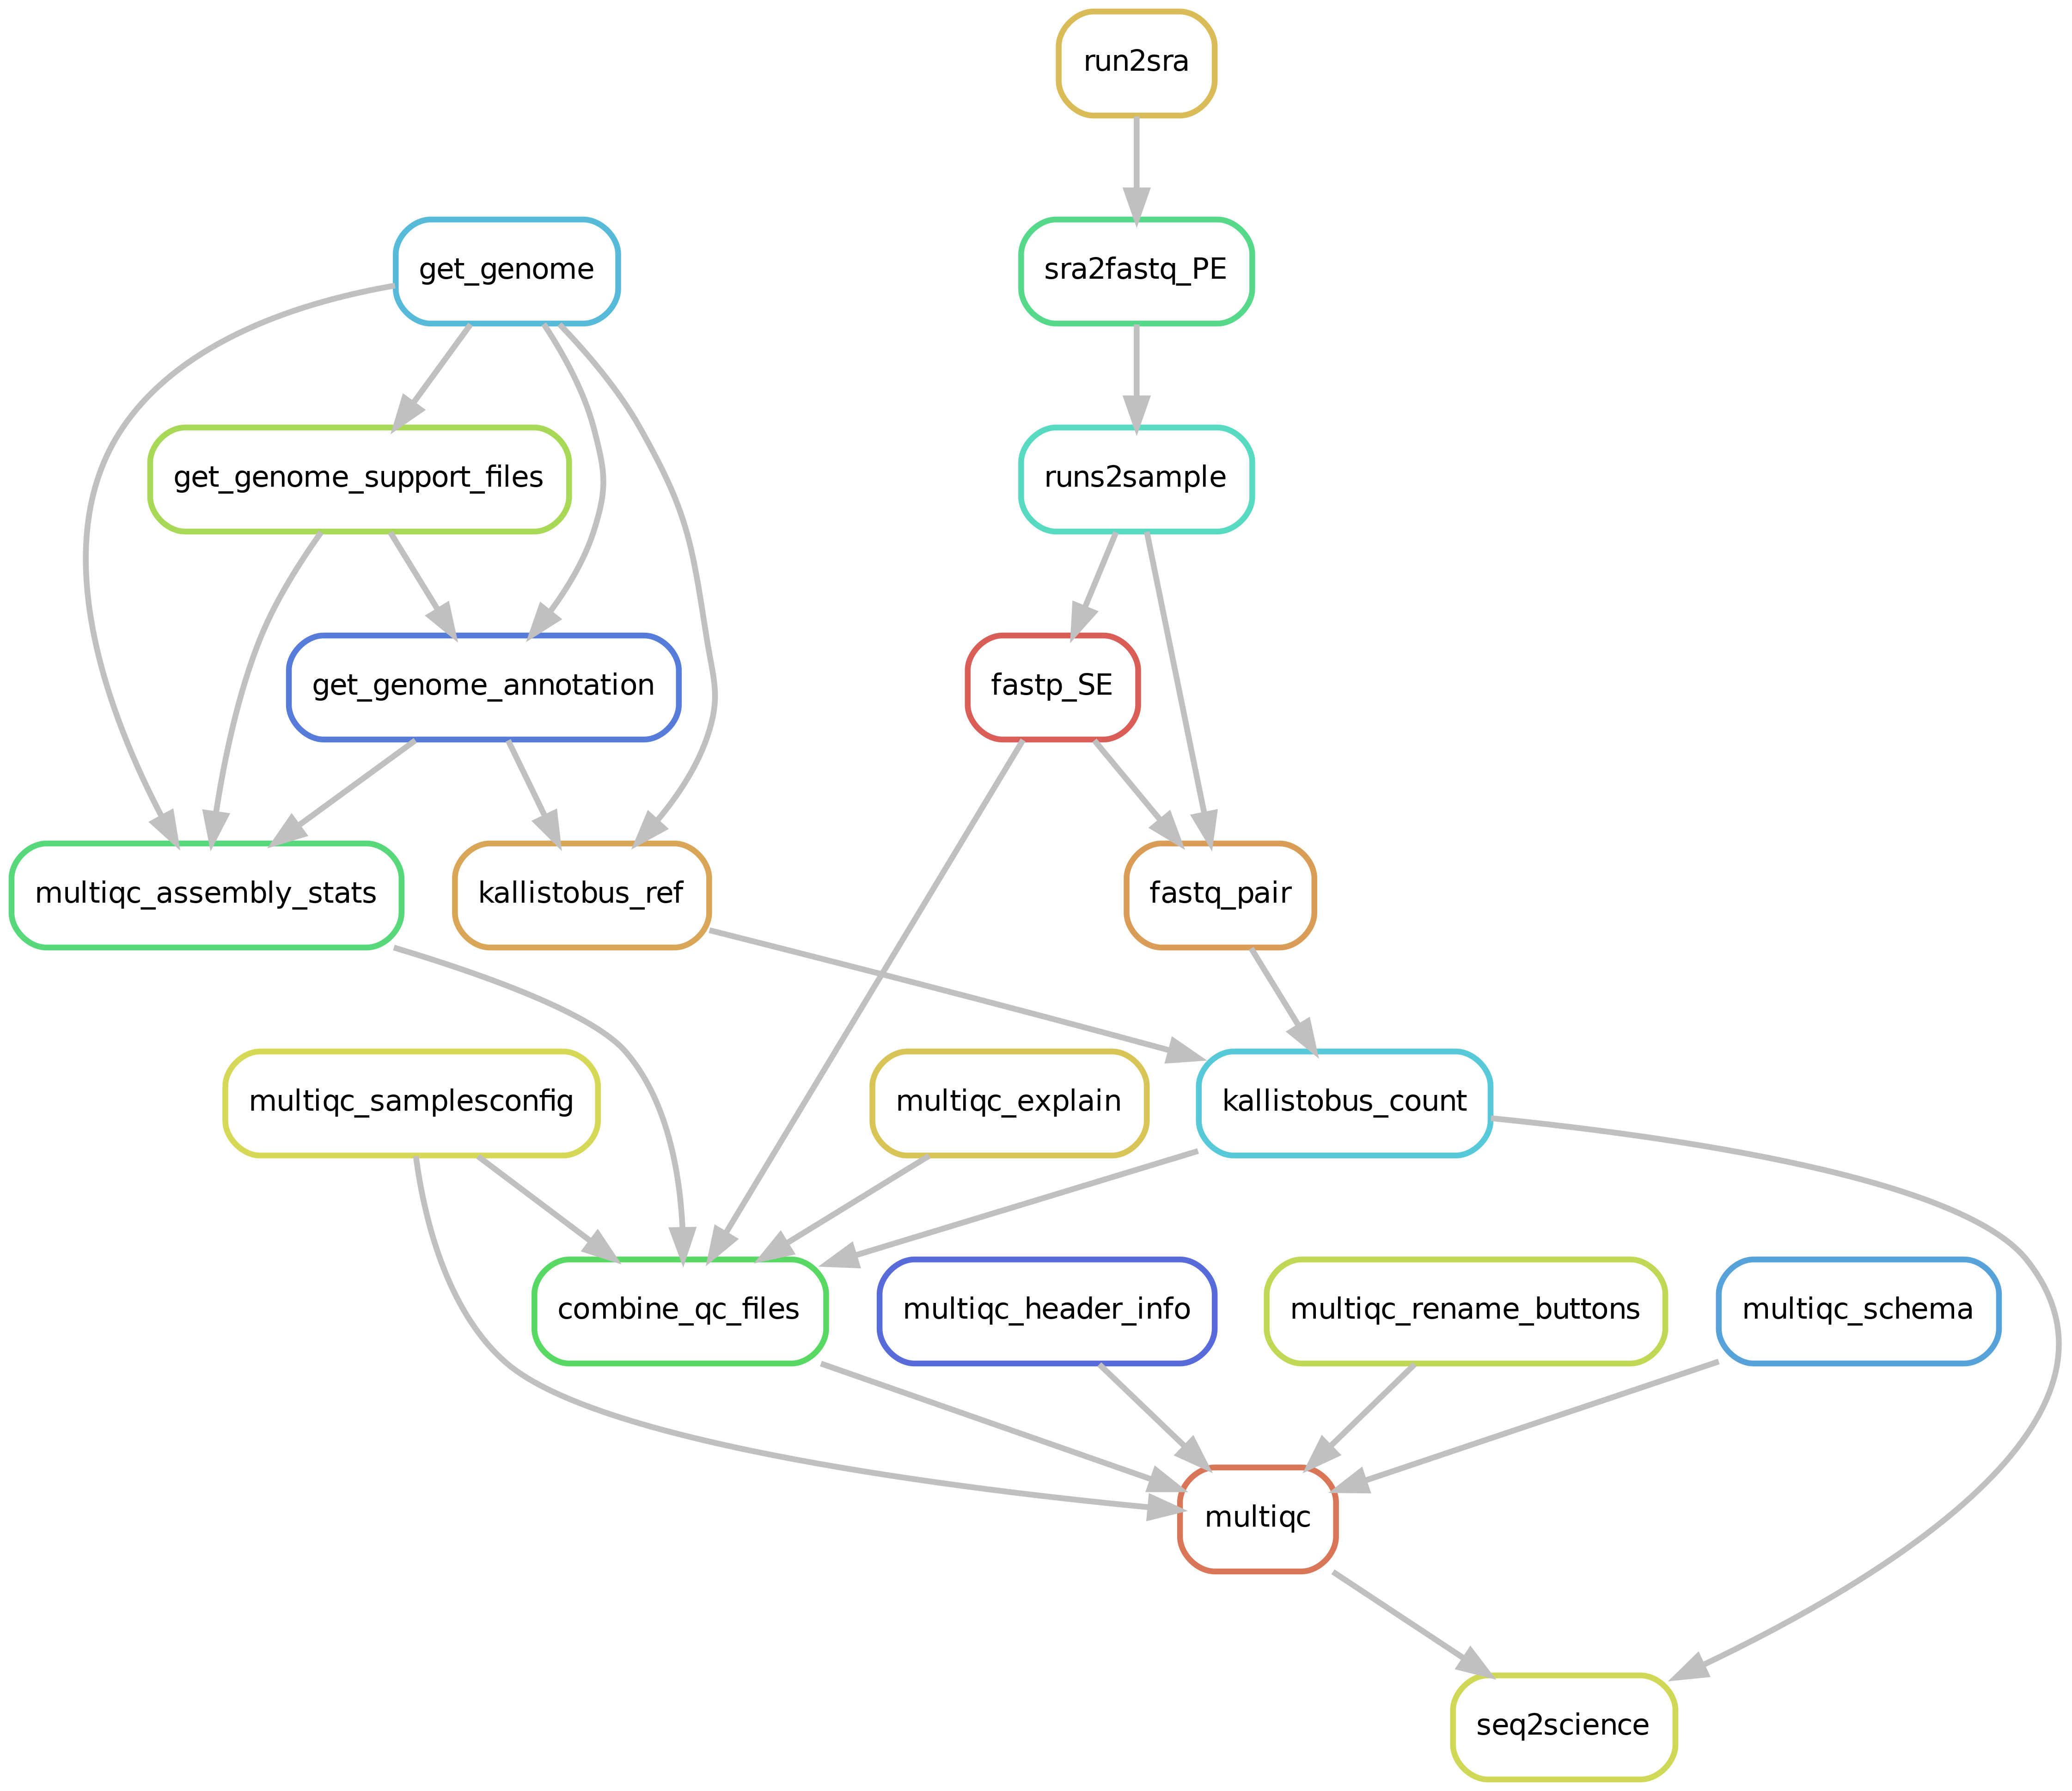 run2sra
get_genome
sra2fastq_PE
get_genome_support_files
runs2sample
get_genome_annotation
fastp_SE
multiqc_assembly_stats
kallistobus_ref
fastq_pair
multiqc_samplesconfig
multiqc_explain
kallistobus_count
combine_qc_files
multiqc_header_info
multiqc_rename_buttons
multiqc_schema
multiqc
seq2science